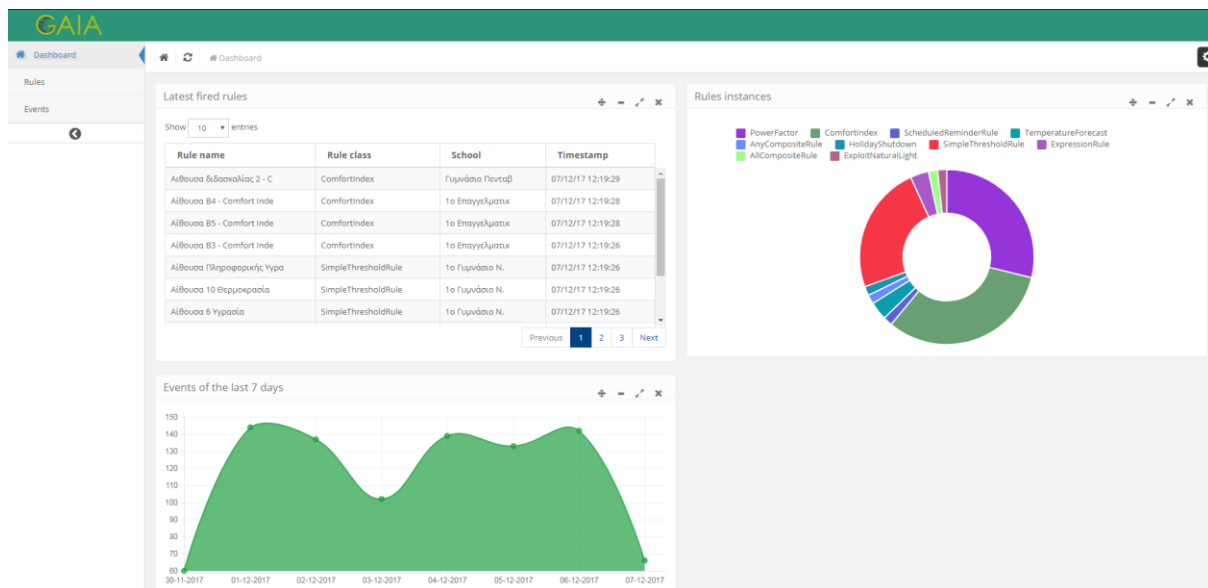 GAIA
Dashboard
Dashboard
Rules
Events
Latest fired rules
Show 10 entries
Rule name Rule class School Timestamp
Αιθουσα διδασκαλίας 2 - C ComfortIndex Γυμνάσιο Πενταβ 07/12/17 12:19:29
Αίθουσα Β4 - Comfort Inde ComfortIndex 1ο Επαγγελματικ 07/12/17 12:19:28
Αίθουσα Β5 - Comfort Inde ComfortIndex 1ο Επαγγελματικ 07/12/17 12:19:28
Αίθουσα Β3 - Comfort Inde ComfortIndex 1ο Επαγγελματικ 07/12/17 12:19:26
Αίθουσα Πληροφορικής Υγρα SimpleThresholdRule 1ο Γυμνάσιο Ν. 07/12/17 12:19:26
Αίθουσα 10 Θερμοκρασία SimpleThresholdRule 1ο Γυμνάσιο Ν. 07/12/17 12:19:26
Αίθουσα 6 Υγρασία SimpleThresholdRule 1ο Γυμνάσιο Ν. 07/12/17 12:19:26
Previous 1 2 3 Next
Rules instances
PowerFactor ComfortIndex ScheduledReminderRule TemperatureForecast
AnyCompositeRule HolidayShutdown SimpleThresholdRule ExpressionRule
AllCompositeRule ExploitNaturalLight
Events of the last 7 days
150
140
130
120
110
100
90
80
70
60
30-11-2017 01-12-2017 02-12-2017 03-12-2017 04-12-2017 05-12-2017 06-12-2017 07-12-2017